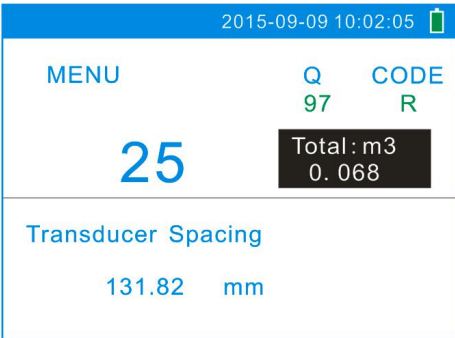 2015-09-09 10:02:05
MENU Q CODE
97 R
25 Total:m3
0.068
Transducer Spacing
131.82 mm